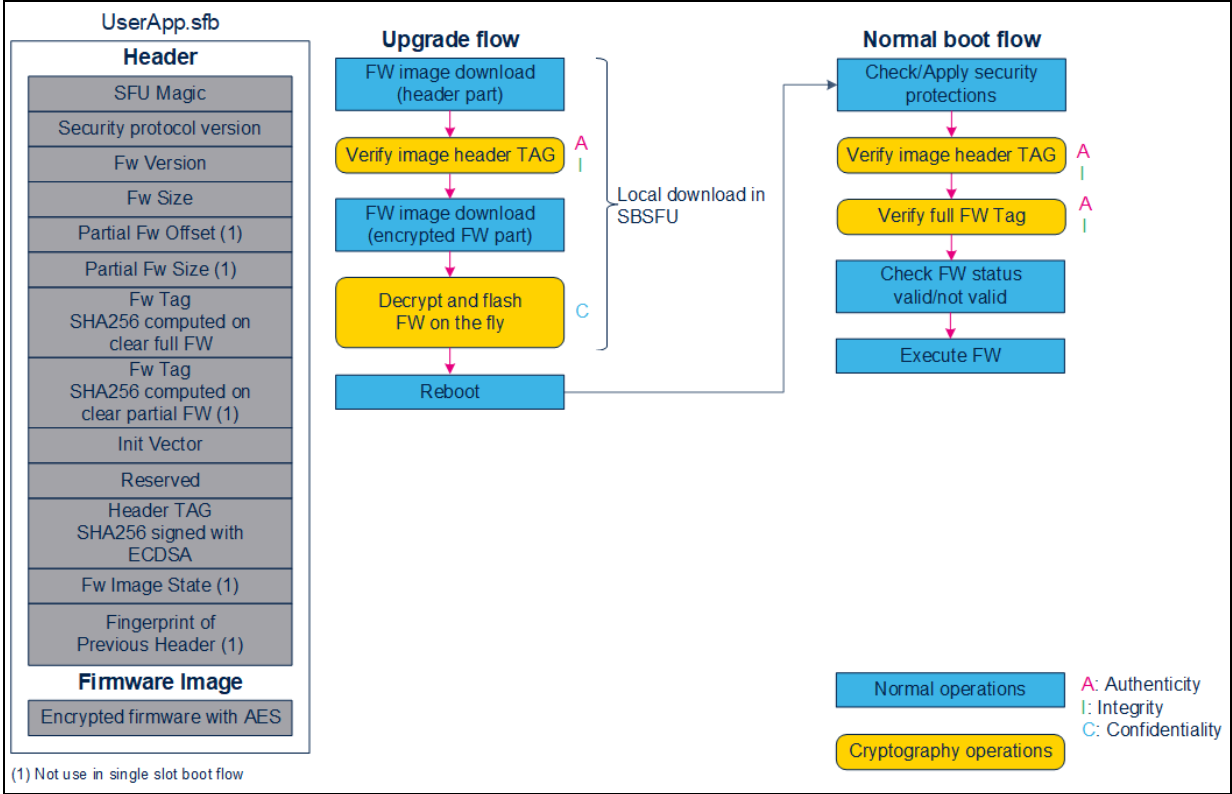 UserApp.sfb
Header
SFU Magic
Security protocol version
Fw Version
Fw Size
Partial Fw Offset (1)
Partial Fw Size (1)
Fw Tag
SHA256 computed on
clear full FW
Fw Tag
SHA256 computed on
clear partial FW (1)
Init Vector
Reserved
Header TAG
SHA256 signed with
ECDSA
Fw Image State (1)
Fingerprint of
Previous Header (1)
Firmware Image
Encrypted firmware with AES
(1) Not use in single slot boot flow
Upgrade flow
FW image download
(header part)
Verify image header TAG
A
I
FW image download
(encrypted FW part)
Decrypt and flash
FW on the fly
C
Reboot
Local download in
SBSFU
Normal boot flow
Check/Apply security
protections
Verify image header TAG
A
I
Verify full FW Tag
A
I
Check FW status
valid/not valid
Execute FW
Normal operations
Cryptography operations
A: Authenticity
I: Integrity
C: Confidentiality